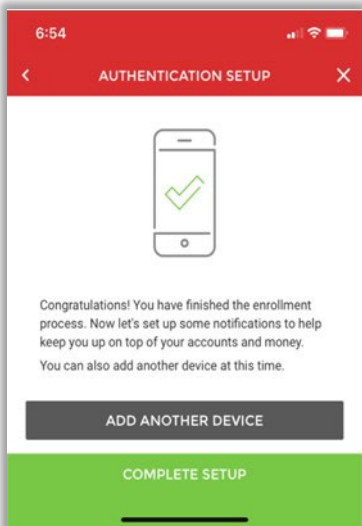 6:54
AUTHENTICATION SETUP
Congratulations! You have finished the enrollment
process. Now let's set up some notifications to help
keep you up on top of your accounts and money.
You can also add another device at this time.
ADD ANOTHER DEVICE
COMPLETE SETUP